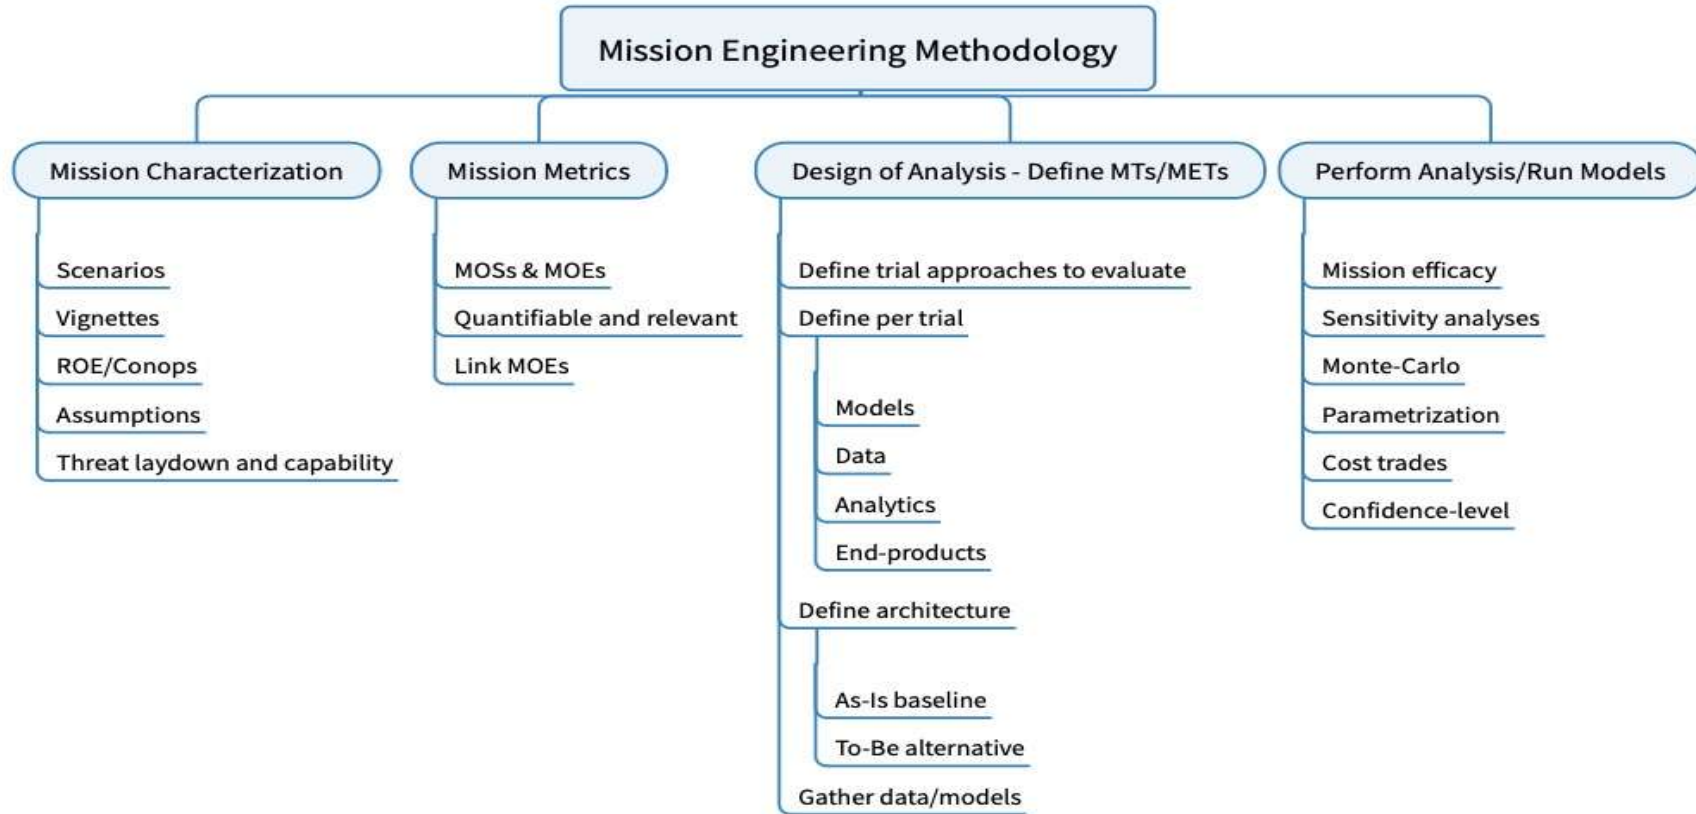 Mission Engineering Methodology
Mission Characterization
Scenarios
Vignettes
ROE/Conops
Assumptions
Threat laydown and capability
Mission Metrics
MOSs & MOEs
Quantifiable and relevant
Link MOEs
Design of Analysis - Define MTs/METs
Define trial approaches to evaluate
Define per trial
Models
Data
Analytics
End-products
Define architecture
As-Is baseline
To-Be alternative
Gather data/models
Perform Analysis/Run Models
Mission efficacy
Sensitivity analyses
Monte-Carlo
Parametrization
Cost trades
Confidence-level